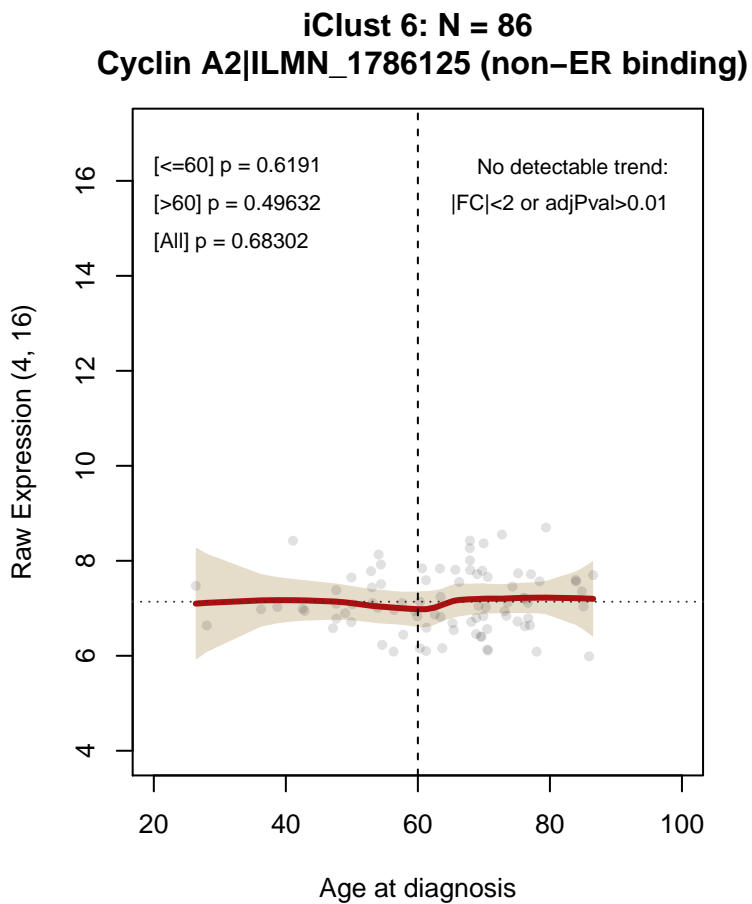 iClust 6: N = 86
Cyclin A2|ILMN_1786125 (non−ER binding)
[<=60] p = 0.6191
[>60] p = 0.49632
[All] p = 0.68302
No detectable trend:
|FC|<2 or adjPval>0.01
Raw Expression (4, 16)
16
14
12
10
8
6
4
20 40 60 80 100
Age at diagnosis